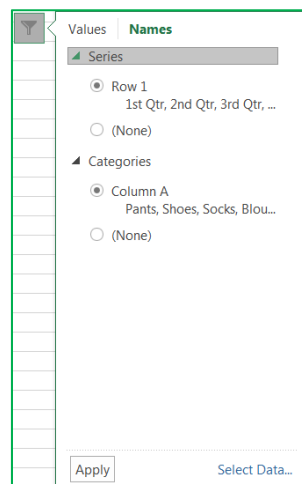 Values Names
Series
Row 1
1st Qtr, 2nd Qtr, 3rd Qtr, ...
(None)
Categories
Column A
Pants, Shoes, Socks, Blou...
(None)
Apply Select Data...